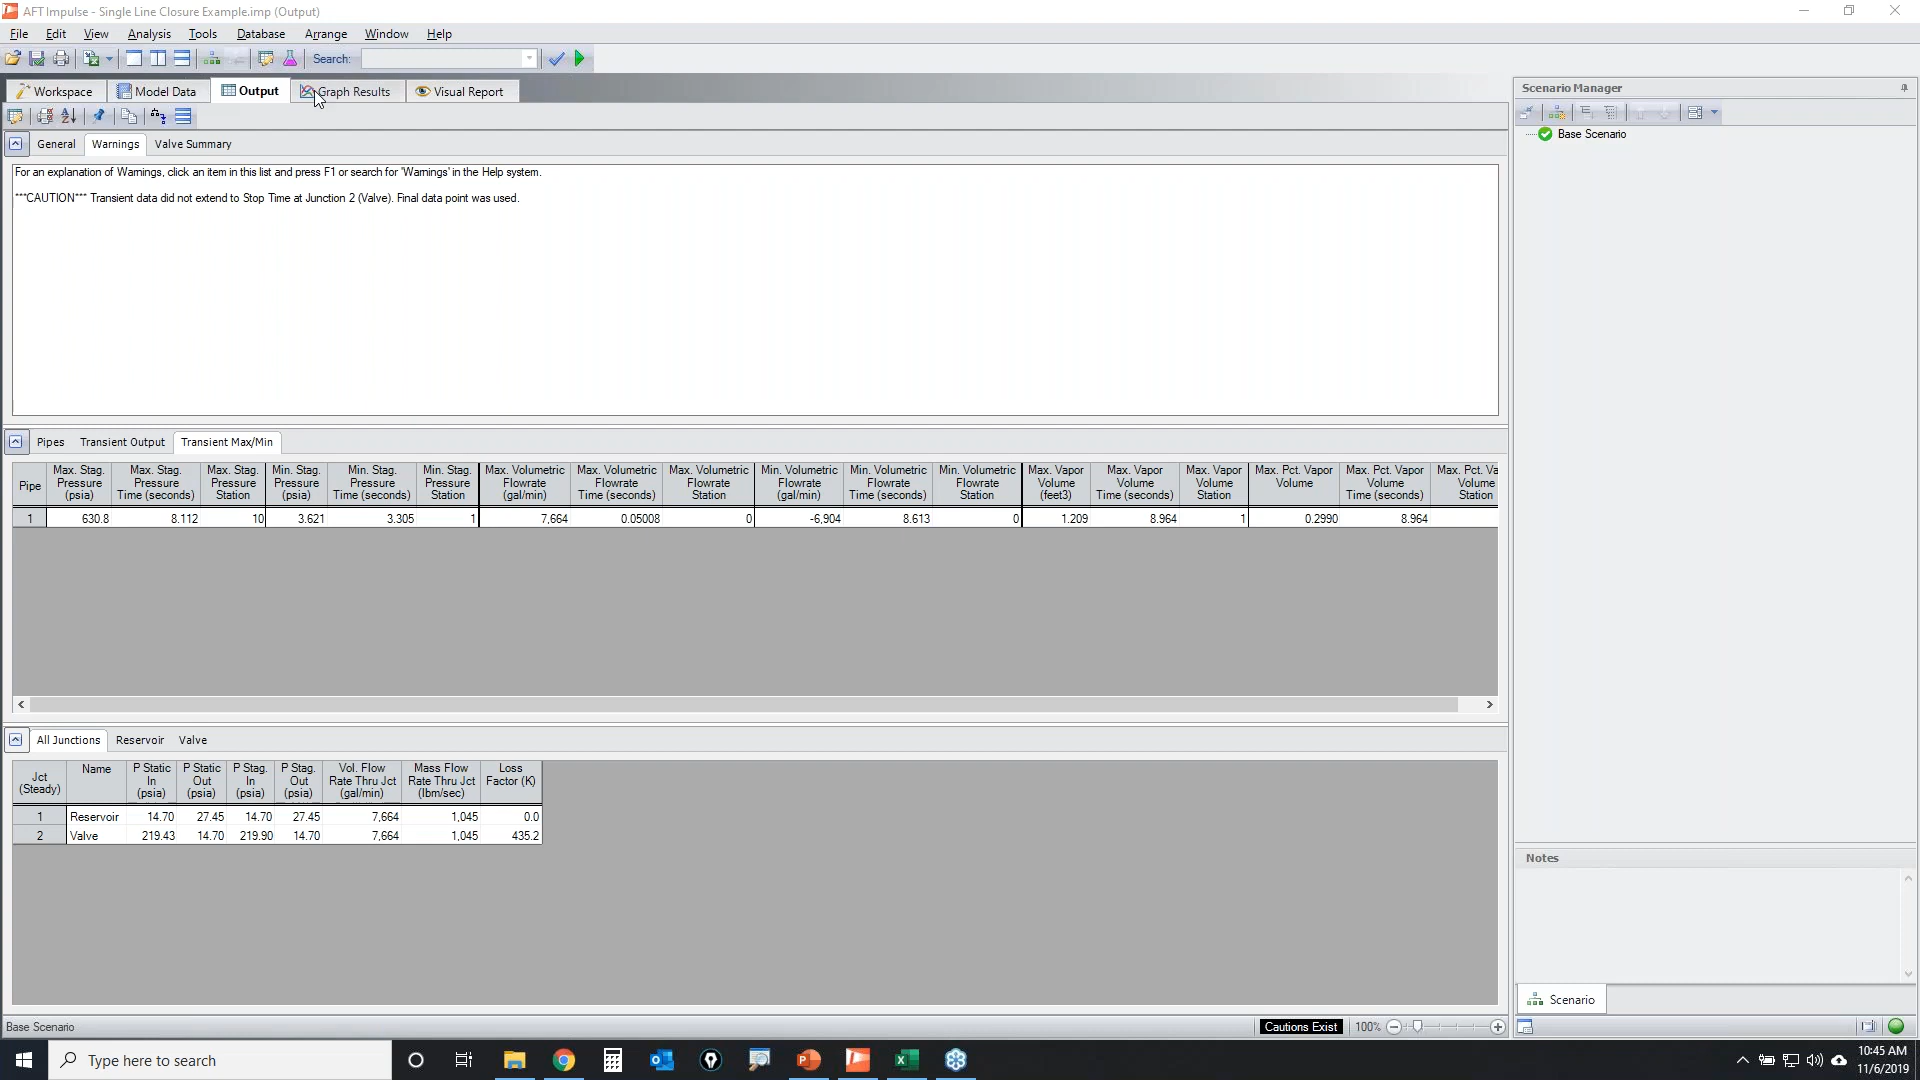 AFT Impulse - Single Line Closure Example.imp (Output)
File Edit View Analysis Tools Database Arrange Window Help
Search:
Workspace Model Data Output Graph Results Visual Report
Scenario Manager
Base Scenario
General Warnings Valve Summary
For an explanation of Warnings, click an item in this list and press F1 or search for 'Warnings' in the Help system.
***CAUTION*** Transient data did not extend to Stop Time at Junction 2 (Valve). Final data point was used.
Pipes Transient Output Transient Max/Min
Pipe Max. Stag. Pressure (psia) Max. Stag. Pressure Time (seconds) Max. Stag. Pressure Station Min. Stag. Pressure (psia) Min. Stag. Pressure Time (seconds) Min. Stag. Pressure Station Max. Volumetric Flowrate (gal/min) Max. Volumetric Flowrate Time (seconds) Max. Volumetric Flowrate Station Min. Volumetric Flowrate (gal/min) Min. Volumetric Flowrate Time (seconds) Min. Volumetric Flowrate Station Max. Vapor Volume (feet3) Max. Vapor Volume Time (seconds) Max. Vapor Volume Station Max. Pct. Vapor Volume Max. Pct. Vapor Volume Time (seconds) Max. Pct. Va Volume Station
1 630.8 8.112 10 3.621 3.305 1 7,664 0.05008 0 -6,904 8.613 0 1.209 8.964 1 0.2990 8.964
All Junctions Reservoir Valve
Jct (Steady) Name P Static In (psia) P Static Out (psia) P Stag. In (psia) P Stag. Out (psia) Vol. Flow Rate Thru Jct (gal/min) Mass Flow Rate Thru Jct (lbm/sec) Loss Factor (K)
1 Reservoir 14.70 27.45 14.70 27.45 7,664 1,045 0.0
2 Valve 219.43 14.70 219.90 14.70 7,664 1,045 435.2
Notes
Scenario
Base Scenario Cautions Exist 100%
Type here to search
10:45 AM
11/6/2019